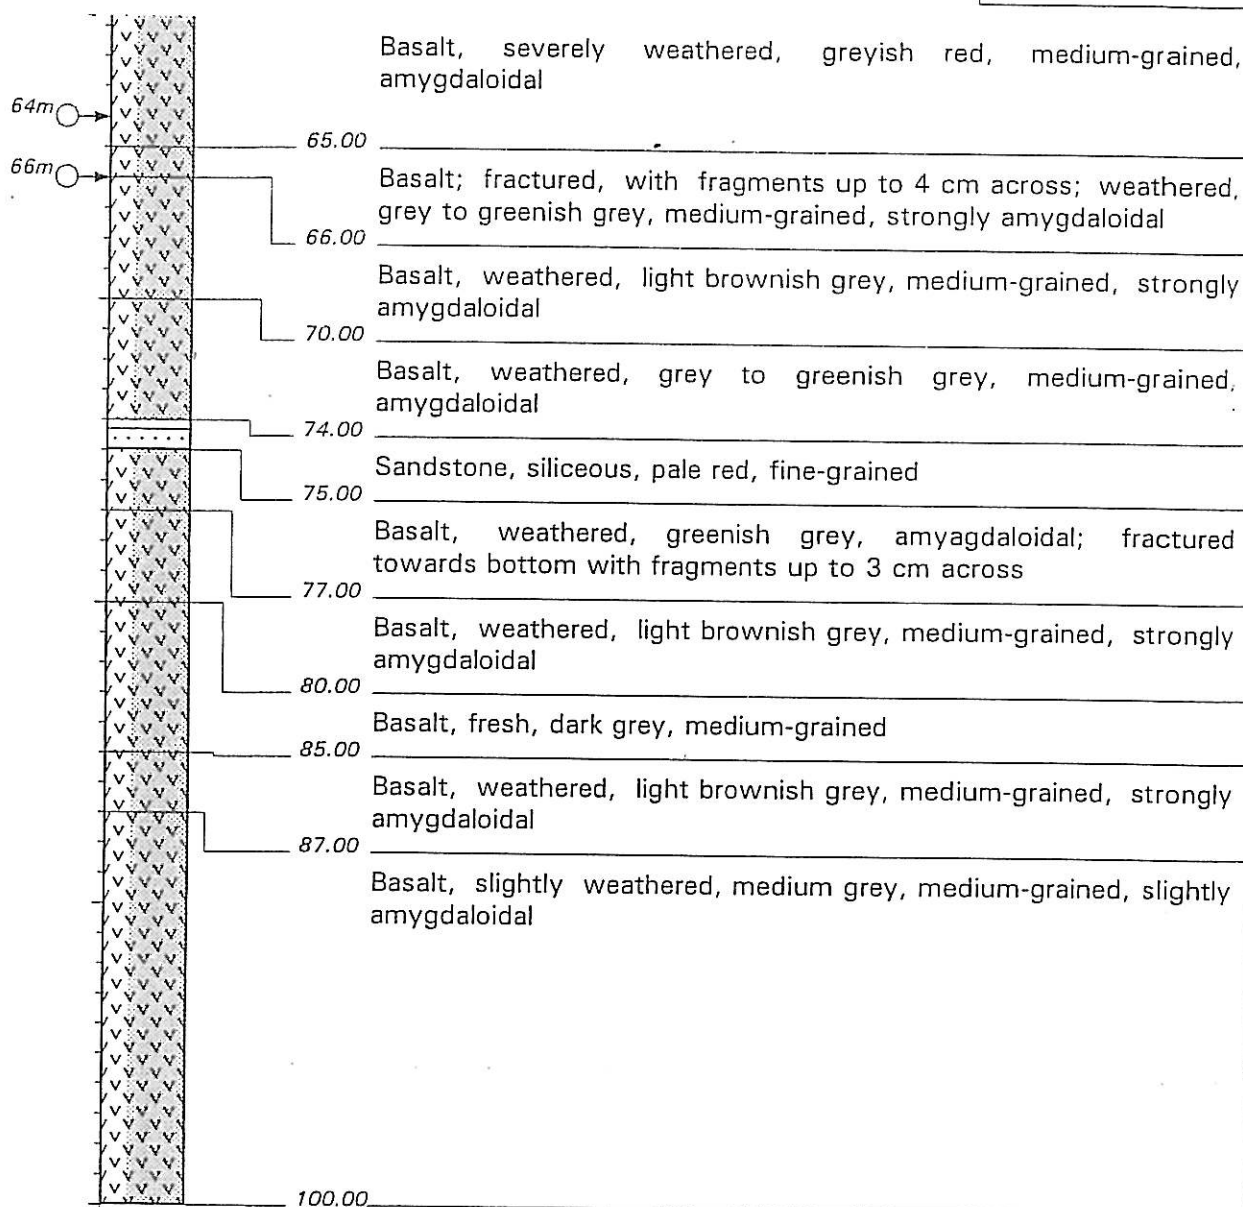 Basalt, severely weathered, greyish red, medium-grained,
amygdaloidal
64m
65.00
66m
Basalt; fractured, with fragments up to 4 cm across; weathered,
grey to greenish grey, medium-grained, strongly amygdaloidal
66.00
Basalt, weathered, light brownish grey, medium-grained, strongly
amygdaloidal
70.00
Basalt, weathered, grey to greenish grey, medium-grained,
amygdaloidal
74.00
Sandstone, siliceous, pale red, fine-grained
75.00
Basalt, weathered, greenish grey, amyagdaloidal; fractured
towards bottom with fragments up to 3 cm across
77.00
Basalt, weathered, light brownish grey, medium-grained, strongly
amygdaloidal
80.00
Basalt, fresh, dark grey, medium-grained
85.00
Basalt, weathered, light brownish grey, medium-grained, strongly
amygdaloidal
87.00
Basalt, slightly weathered, medium grey, medium-grained, slightly
amygdaloidal
100.00